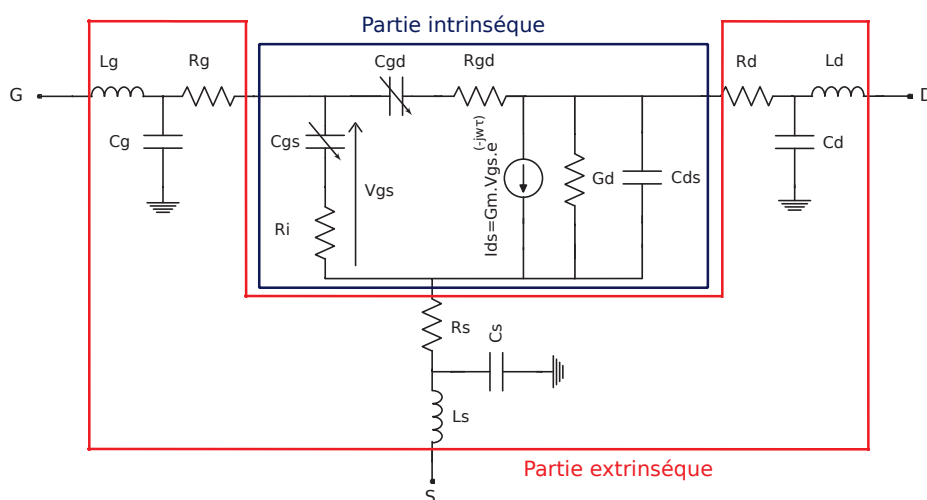 Partie intrinséque
Lg
Rg
Cgd
Rgd
Rd
Ld
G
D
Cg
Cgs
Vgs
Ri
Ids=Gm.Vgs.e(-jwτ)
Gd
Cds
Cd
Rs
Cs
Ls
Partie extrinséque
S